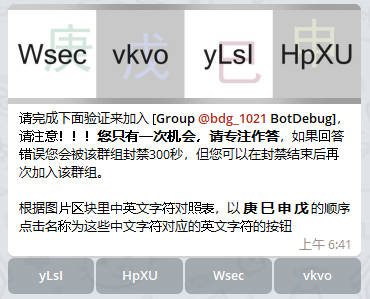 庚 戊 巳 申
Wsec vkvo yLsI HpXU
请完成下面验证来加入 [Group @bdg_1021 BotDebug]，
请注意！！！您只有一次机会，请专注作答，如果回答
错误您会被该群组封禁300秒，但您可以在封禁结束后再
次加入该群组。
根据图片区块里中英文字符对照表，以 庚 巳 申 戊 的顺序
点击名称为这些中文字符对应的英文字符的按钮
上午 6:41
yLsI HpXU Wsec vkvo